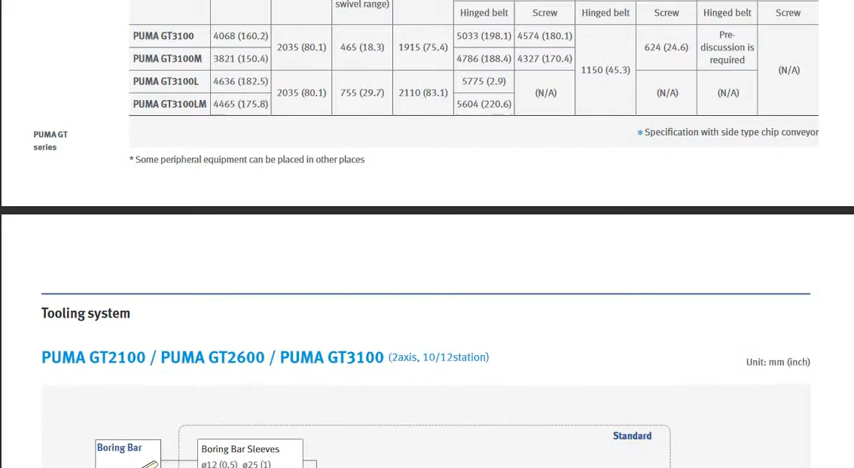 swivel range)
Hinged belt Screw Hinged belt Screw Hinged belt Screw
PUMA GT3100 4068 (160.2) 2035 (80.1) 465 (18.3) 1915 (75.4) 5033 (198.1) 4574 (180.1) 1150 (45.3) 624 (24.6) Pre-discussion is required (N/A)
PUMA GT3100M 3821 (150.4) 4786 (188.4) 4327 (170.4)
PUMA GT3100L 4636 (182.5) 2035 (80.1) 755 (29.7) 2110 (83.1) 5775 (2.9) (N/A) (N/A) (N/A)
PUMA GT3100LM 4465 (175.8) 5604 (220.6)
PUMA GT
series
* Specification with side type chip conveyor
* Some peripheral equipment can be placed in other places
Tooling system
PUMA GT2100 / PUMA GT2600 / PUMA GT3100 (2axis, 10/12station)
Unit: mm (inch)
Standard
Boring Bar
Boring Bar Sleeves
ø12 (0.5) ø25 (1)